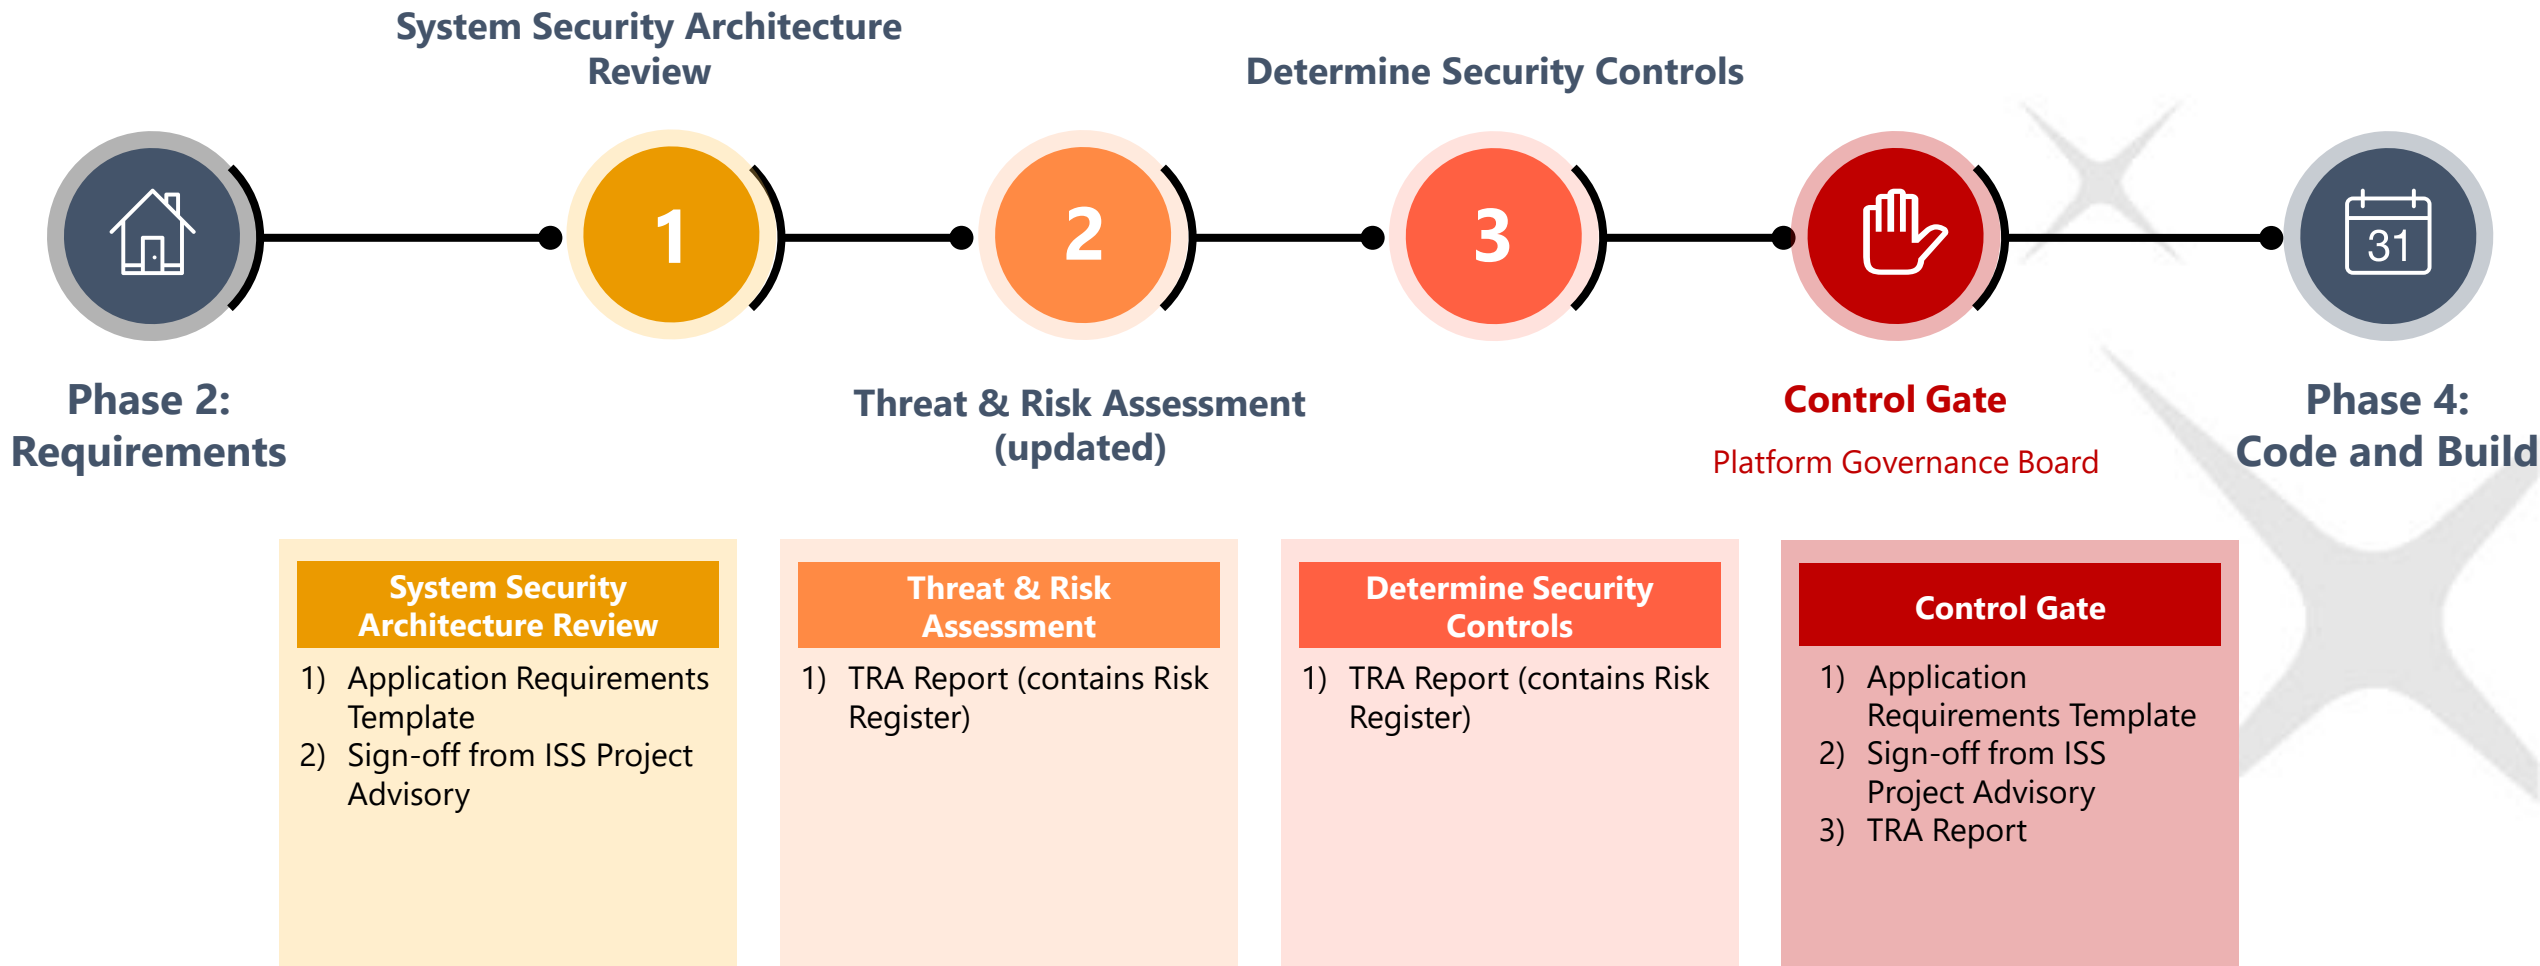 System Security Architecture
Review
Determine Security Controls
1
2
3
31
Phase 2:
Requirements
Threat & Risk Assessment
(updated)
Control Gate
Platform Governance Board
Phase 4:
Code and Build
System Security
Architecture Review
1) Application Requirements
Template
2) Sign-off from ISS Project
Advisory
Threat & Risk
Assessment
1) TRA Report (contains Risk
Register)
Determine Security
Controls
1) TRA Report (contains Risk
Register)
Control Gate
1) Application
Requirements Template
2) Sign-off from ISS
Project Advisory
3) TRA Report